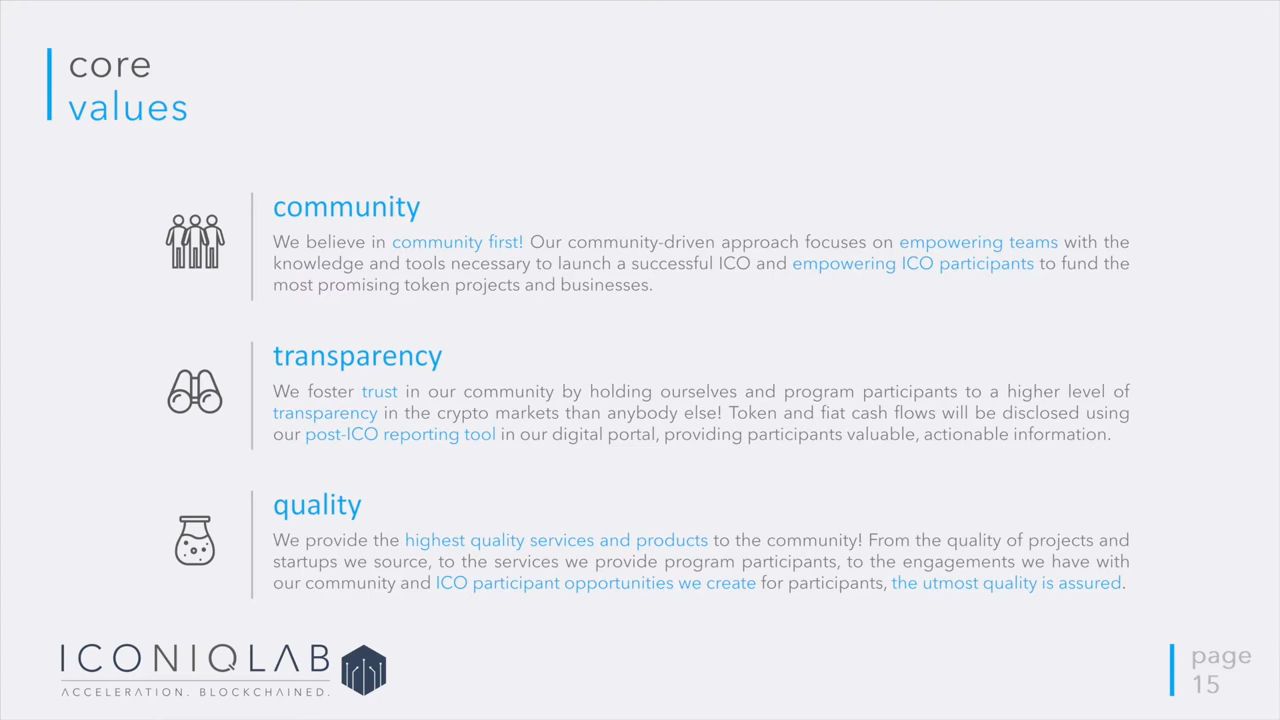 core
values
community
We believe in community first! Our community-driven approach focuses on empowering teams with the
knowledge and tools necessary to launch a successful ICO and empowering ICO participants to fund the
most promising token projects and businesses.
transparency
We foster trust in our community by holding ourselves and program participants to a higher level of
transparency in the crypto markets than anybody else! Token and fiat cash flows will be disclosed using
our post-ICO reporting tool in our digital portal, providing participants valuable, actionable information.
quality
We provide the highest quality services and products to the community! From the quality of projects and
startups we source, to the services we provide program participants, to the engagements we have with
our community and ICO participant opportunities we create for participants, the utmost quality is assured.
ICONIQLAB
ACCELERATION. BLOCKCHAINED.
page
15